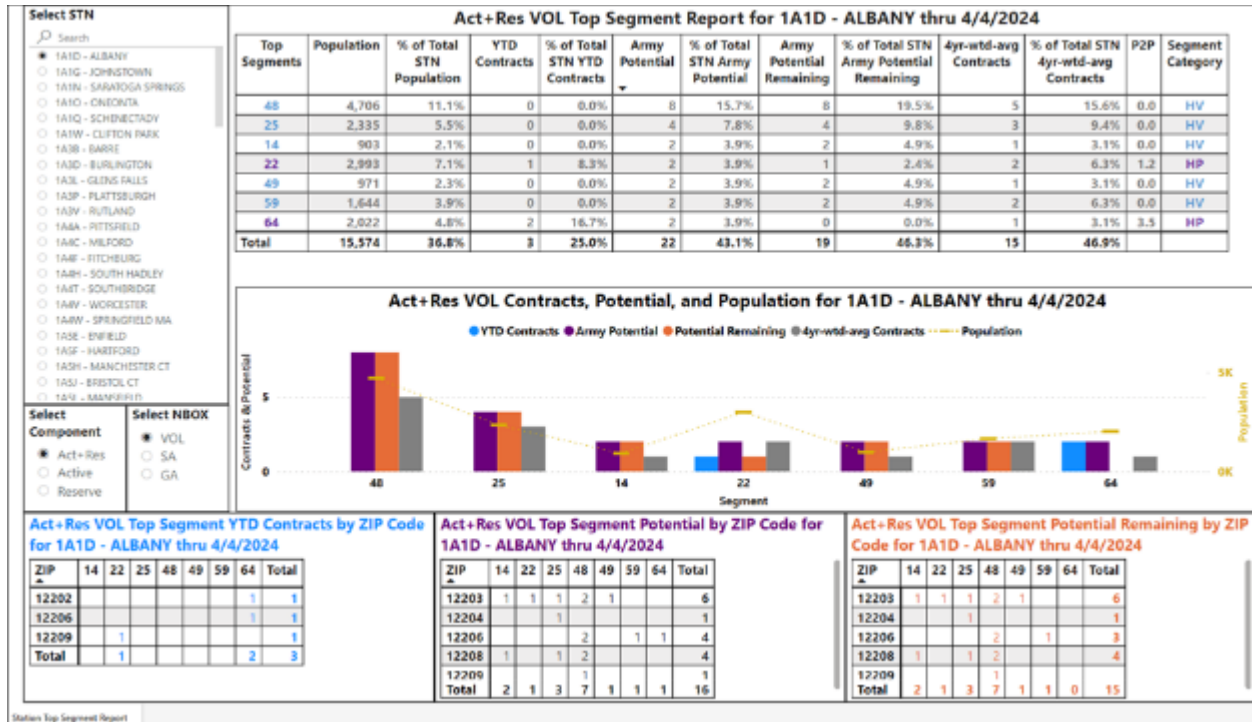 Select STN
Search
1A1D - ALBANY
1A1G - JOHNSTOWN
1A1N - SARATOGA SPRINGS
1A1O - ONEONTA
1A1Q - SCHENECTADY
1A1W - CLIFTON PARK
1A3B - BARRE
1A3D - BURLINGTON
1A3L - GLENS FALLS
1A3P - PLATTSBURGH
1A3V - RUTLAND
1A4A - PITTSFIELD
1A4C - MILFORD
1A4F - FITCHBURG
1A4H - SOUTH HADLEY
1A4T - SOUTHBRIDGE
1A4V - WORCESTER
1A4W - SPRINGFIELD MA
1A5E - ENFIELD
1A5F - HARTFORD
1A5H - MANCHESTER CT
1A5J - BRISTOL CT
1A5L - MANSFIELD
Select Component
Act+Res
Active
Reserve
Select NBOX
VOL
SA
GA
Act+Res VOL Top Segment Report for 1A1D - ALBANY thru 4/4/2024
Top Segments Population % of Total STN Population YTD Contracts % of Total STN YTD Contracts Army Potential % of Total STN Army Potential Army Potential Remaining % of Total STN Army Potential Remaining 4yr-wtd-avg Contracts % of Total STN 4yr-wtd-avg Contracts P2P Segment Category
48 4,706 11.1% 0 0.0% 8 15.7% 8 19.5% 5 15.6% 0.0 HV
25 2,335 5.5% 0 0.0% 4 7.8% 4 9.8% 3 9.4% 0.0 HV
14 903 2.1% 0 0.0% 2 3.9% 2 4.9% 1 3.1% 0.0 HV
22 2,993 7.1% 1 8.3% 2 3.9% 1 2.4% 2 6.3% 1.2 HP
49 971 2.3% 0 0.0% 2 3.9% 2 4.9% 1 3.1% 0.0 HV
59 1,644 3.9% 0 0.0% 2 3.9% 2 4.9% 2 6.3% 0.0 HV
64 2,022 4.8% 2 16.7% 2 3.9% 0 0.0% 1 3.1% 3.5 HP
Total 15,574 36.8% 3 25.0% 22 43.1% 19 46.3% 15 46.9%
Act+Res VOL Contracts, Potential, and Population for 1A1D - ALBANY thru 4/4/2024
YTD Contracts Army Potential Potential Remaining 4yr-wtd-avg Contracts Population
Contracts & Potential
5
0
5K
0K
Population
48 25 14 22 49 59 64
Segment
Act+Res VOL Top Segment YTD Contracts by ZIP Code
for 1A1D - ALBANY thru 4/4/2024
ZIP 14 22 25 48 49 59 64 Total
12202 1 1
12206 1 1
12209 1 1
Total 1 2 3
Act+Res VOL Top Segment Potential by ZIP Code for
1A1D - ALBANY thru 4/4/2024
ZIP 14 22 25 48 49 59 64 Total
12203 1 1 1 2 1 6
12204 1 1
12206 2 1 1 4
12208 1 1 2 4
12209 1 1
Total 2 1 3 7 1 1 1 16
Act+Res VOL Top Segment Potential Remaining by ZIP
Code for 1A1D - ALBANY thru 4/4/2024
ZIP 14 22 25 48 49 59 64 Total
12203 1 1 1 2 1 6
12204 1 1
12206 2 1 3
12208 1 1 2 4
12209 1 1
Total 2 1 3 7 1 1 0 15
Station Top Segment Report